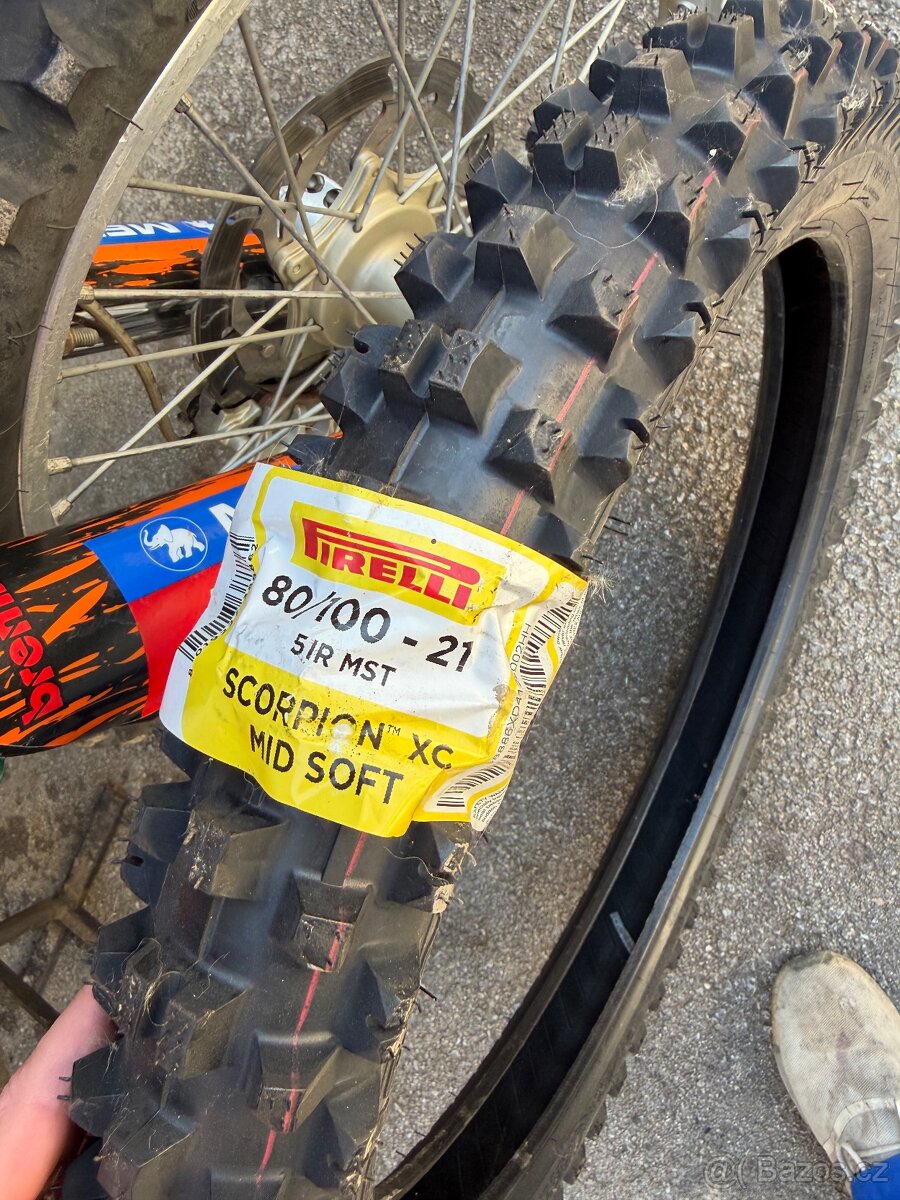 PIRELLI
80/100 - 21
51R MST
SCORPION™ XC
MID SOFT
Bazos.cz